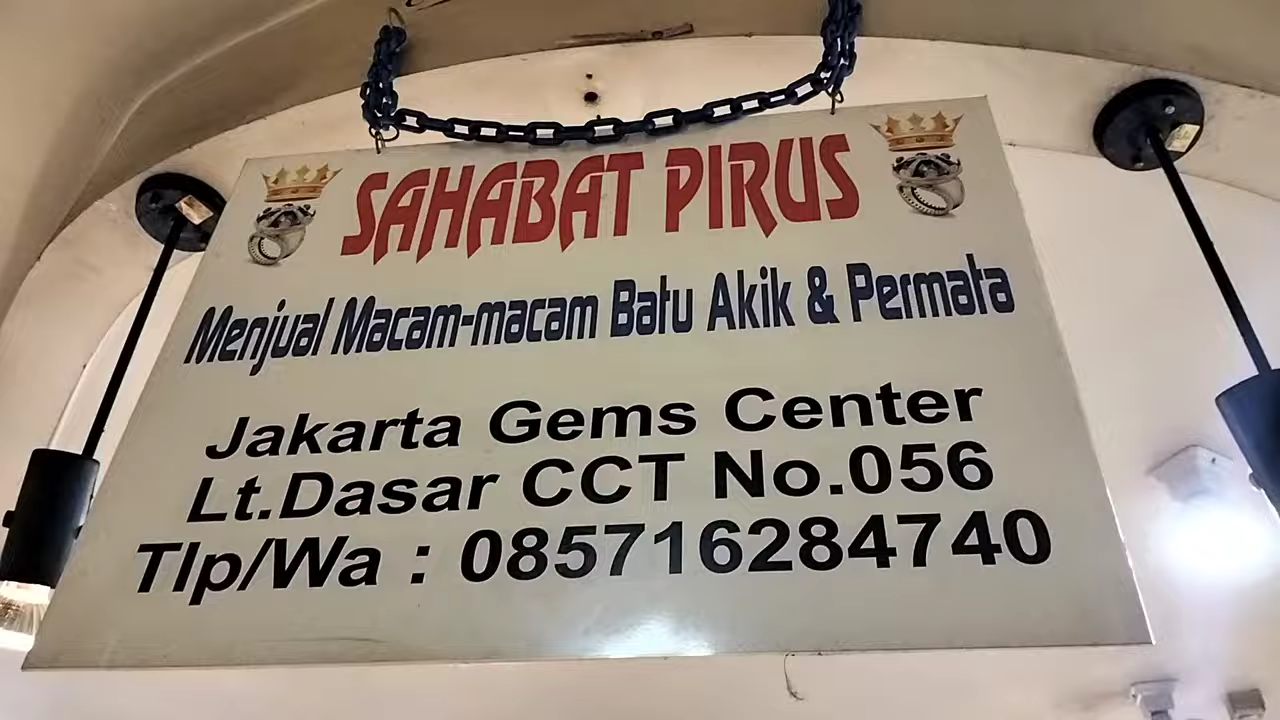 SAHABAT PIRUS
Menjual Macam-macam Batu Akik & Permata
Jakarta Gems Center
Lt.Dasar CCT No.056
Tlp/Wa : 085716284740